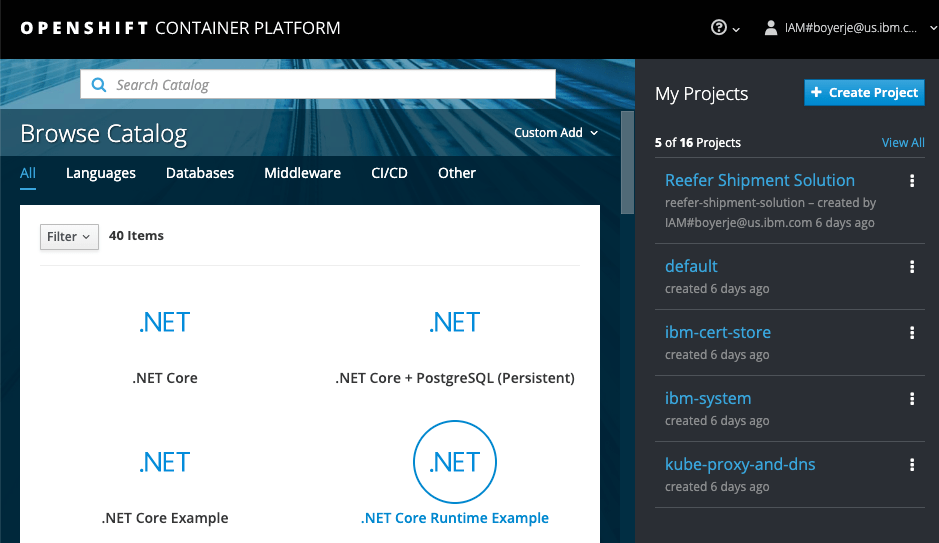 OPENSHIFT CONTAINER PLATFORM
IAM#boyerje@us.ibm.c...
Search Catalog
Browse Catalog
Custom Add
All Languages Databases Middleware CI/CD Other
Filter 40 Items
.NET .NET
.NET Core .NET Core + PostgreSQL (Persistent)
.NET .NET
.NET Core Example .NET Core Runtime Example
My Projects
+ Create Project
5 of 16 Projects View All
Reefer Shipment Solution
reefer-shipment-solution – created by
IAM#boyerje@us.ibm.com 6 days ago
default
created 6 days ago
ibm-cert-store
created 6 days ago
ibm-system
created 6 days ago
kube-proxy-and-dns
created 6 days ago